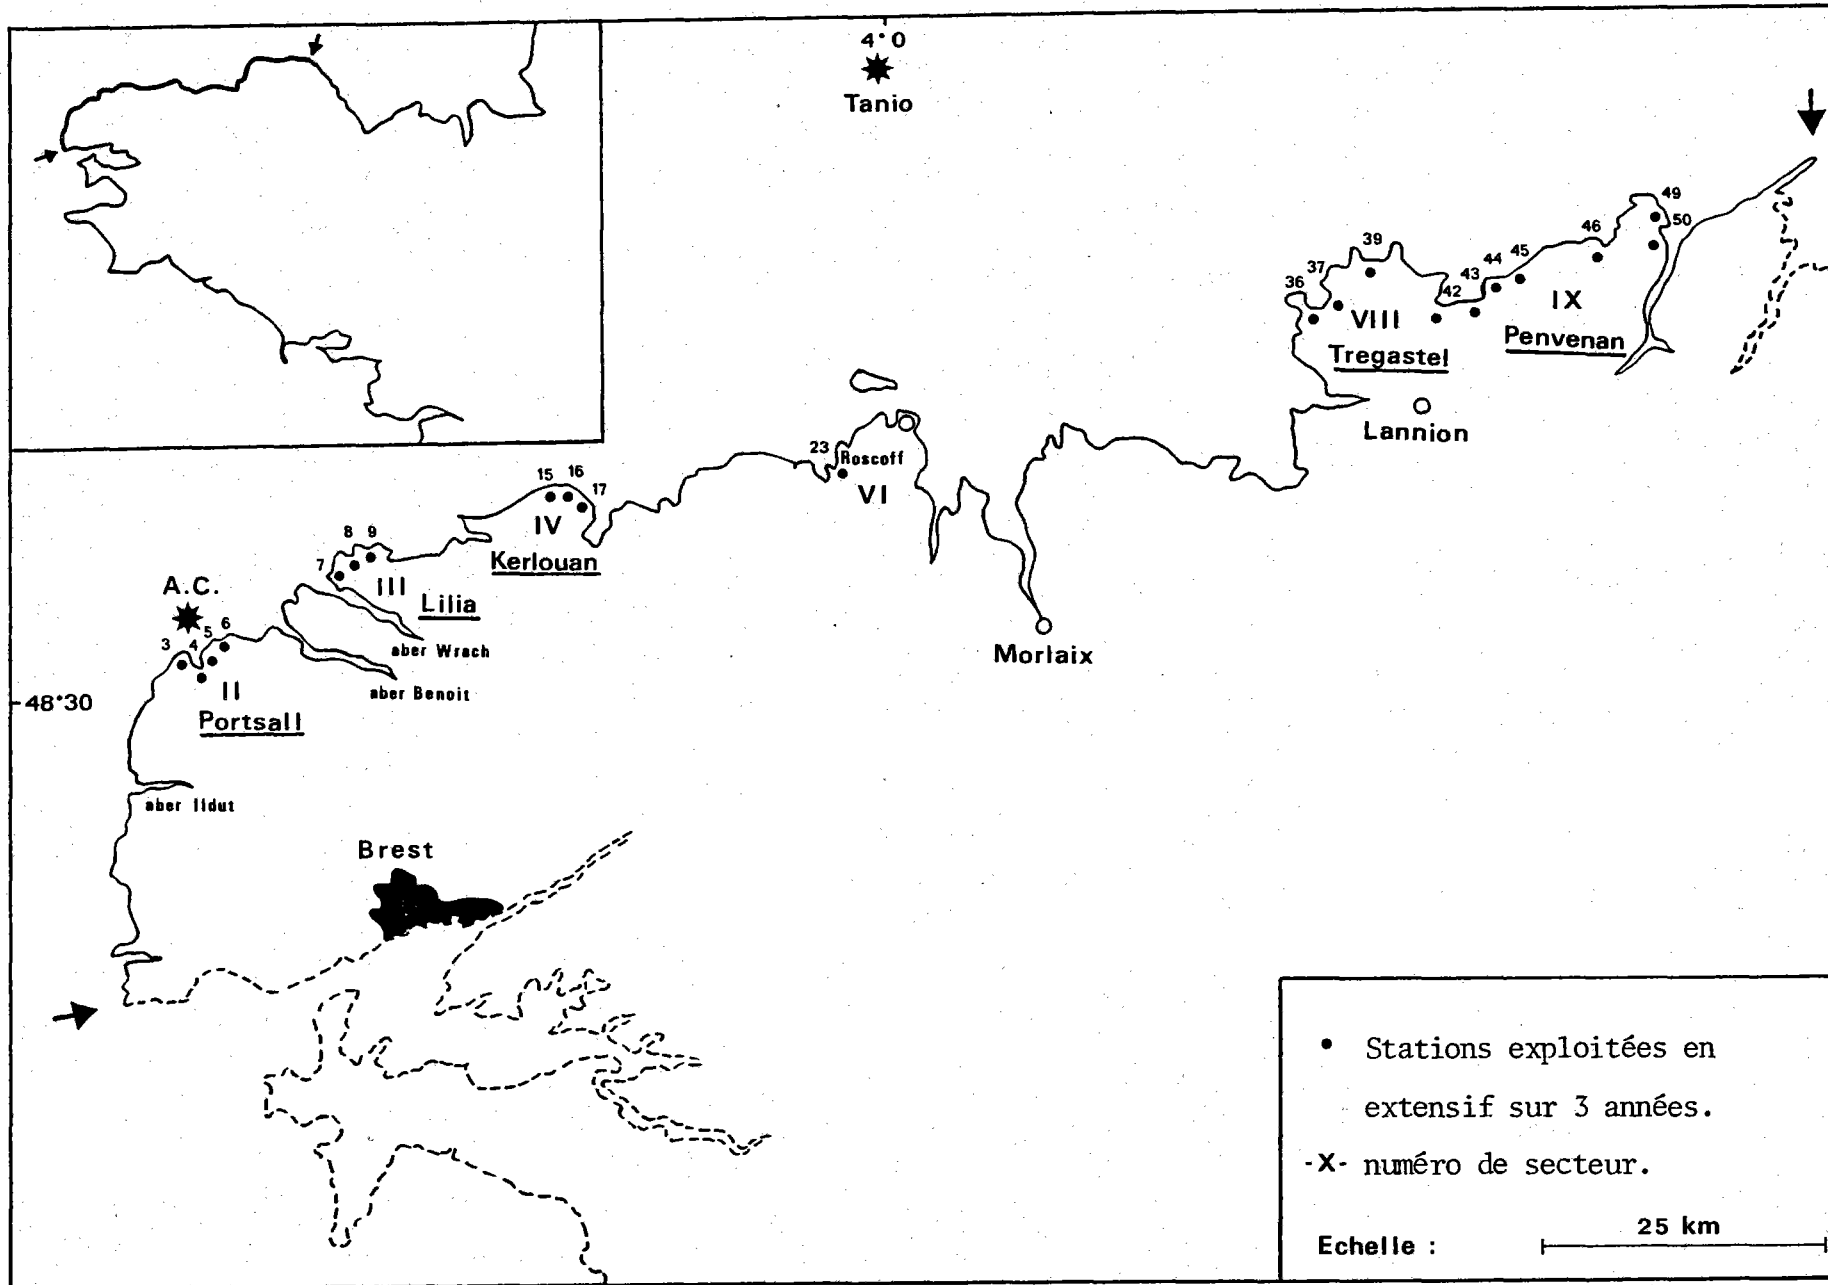 4°0
Tanio
49
50
46
45
44
43
42
39
37
36
VIII
IX
Tregastel
Penvenan
Lannion
23
Roscoff
VI
15
16
17
IV
Kerlouan
8
9
7
III
Lilia
A.C.
aber Wrach
aber Benoit
3
4
5
6
II
Portsall
Morlaix
48°30
aber Ildut
Brest
• Stations exploitées en
extensif sur 3 années.
-X- numéro de secteur.
Echelle :
25 km